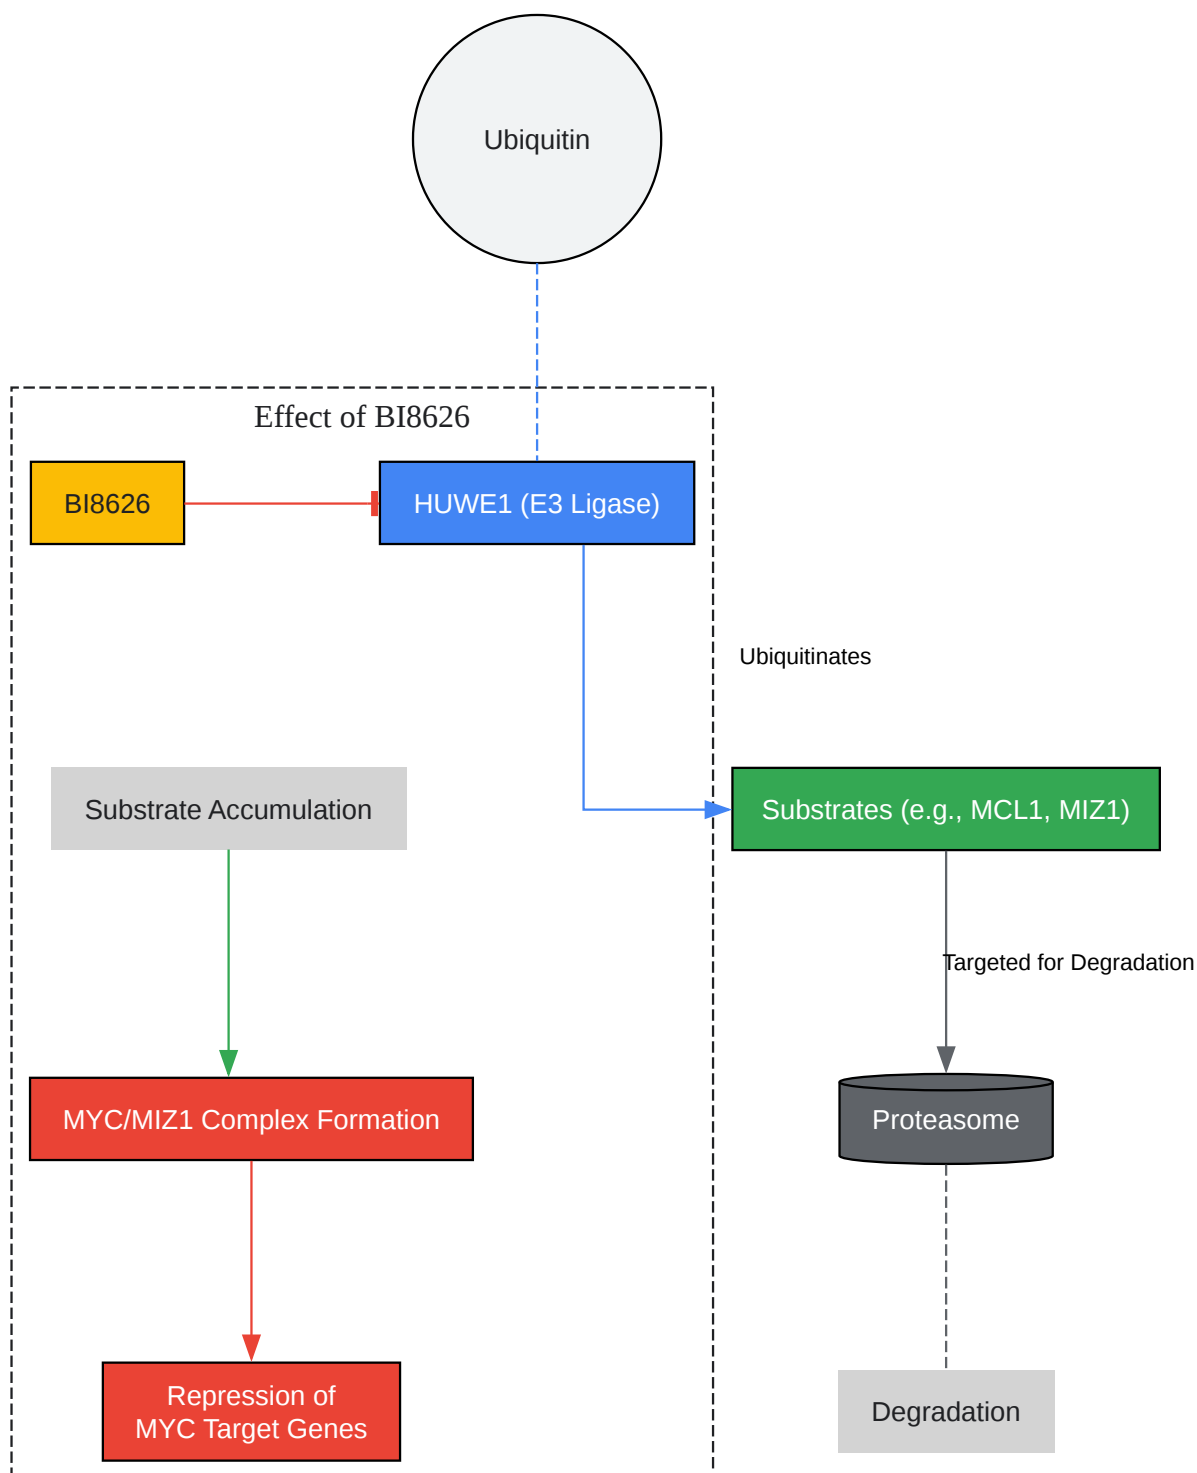 Ubiquitin
Effect of BI8626
BI8626
HUWE1 (E3 Ligase)
Ubiquitinates
Substrate Accumulation
Substrates (e.g., MCL1, MIZ1)
Targeted for Degradation
MYC/MIZ1 Complex Formation
Proteasome
Repression of
MYC Target Genes
Degradation